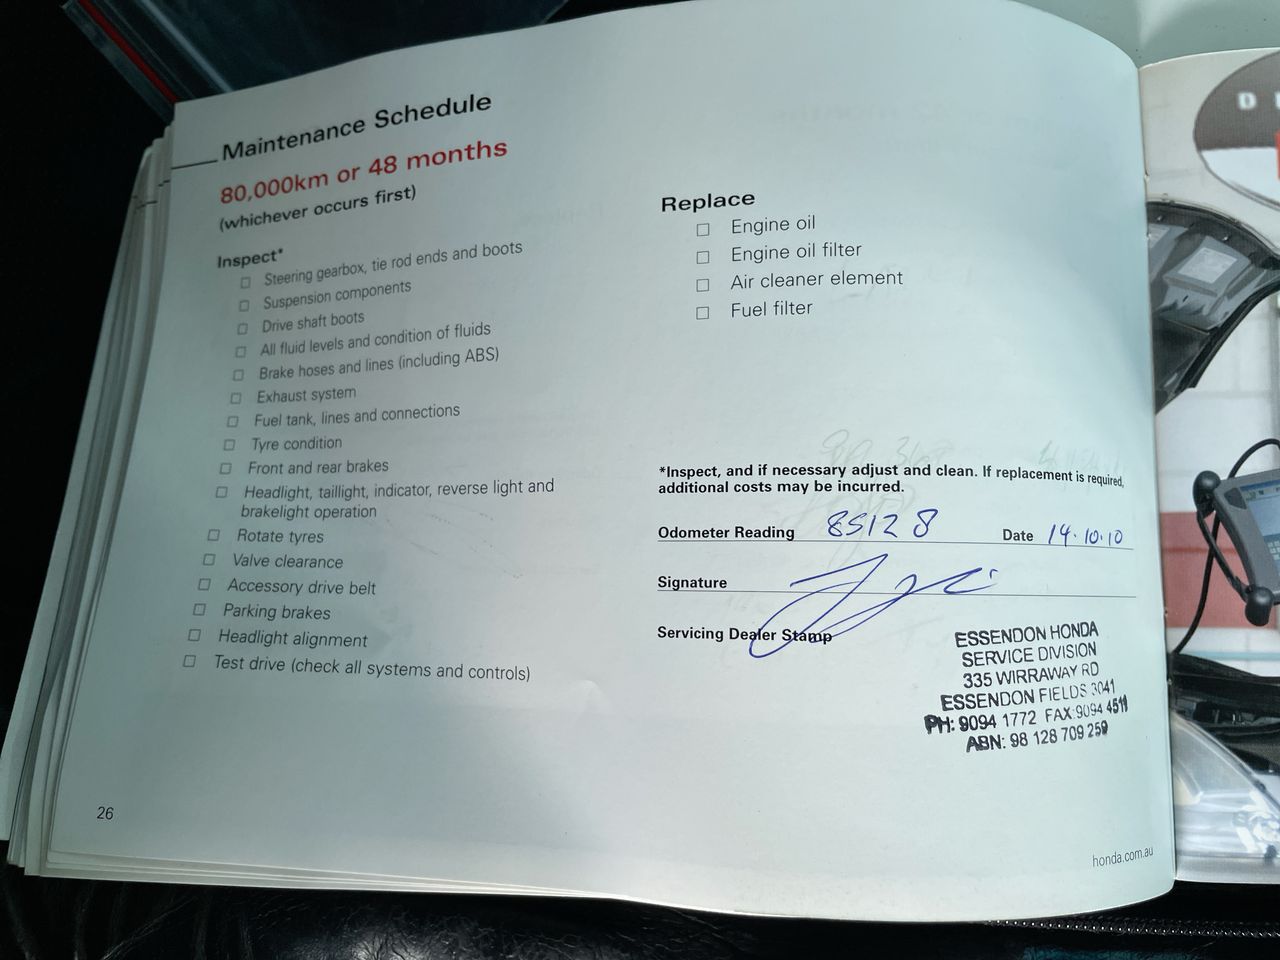 Maintenance Schedule
80,000km or 48 months
(whichever occurs first)
Inspect*
Steering gearbox, tie rod ends and boots
Suspension components
Drive shaft boots
All fluid levels and condition of fluids
Brake hoses and lines (including ABS)
Exhaust system
Fuel tank, lines and connections
Tyre condition
Front and rear brakes
Headlight, taillight, indicator, reverse light and
brakelight operation
Rotate tyres
Valve clearance
Accessory drive belt
Parking brakes
Headlight alignment
Test drive (check all systems and controls)
26
Replace
Engine oil
Engine oil filter
Air cleaner element
Fuel filter
*Inspect, and if necessary adjust and clean. If replacement is required,
additional costs may be incurred.
Odometer Reading 85128 Date 14.10.10
Signature
Servicing Dealer Stamp
ESSENDON HONDA
SERVICE DIVISION
335 WIRRAWAY RD
ESSENDON FIELDS 3041
PH: 9094 1772 FAX:9094 4511
ABN: 98 128 709 259
honda.com.au